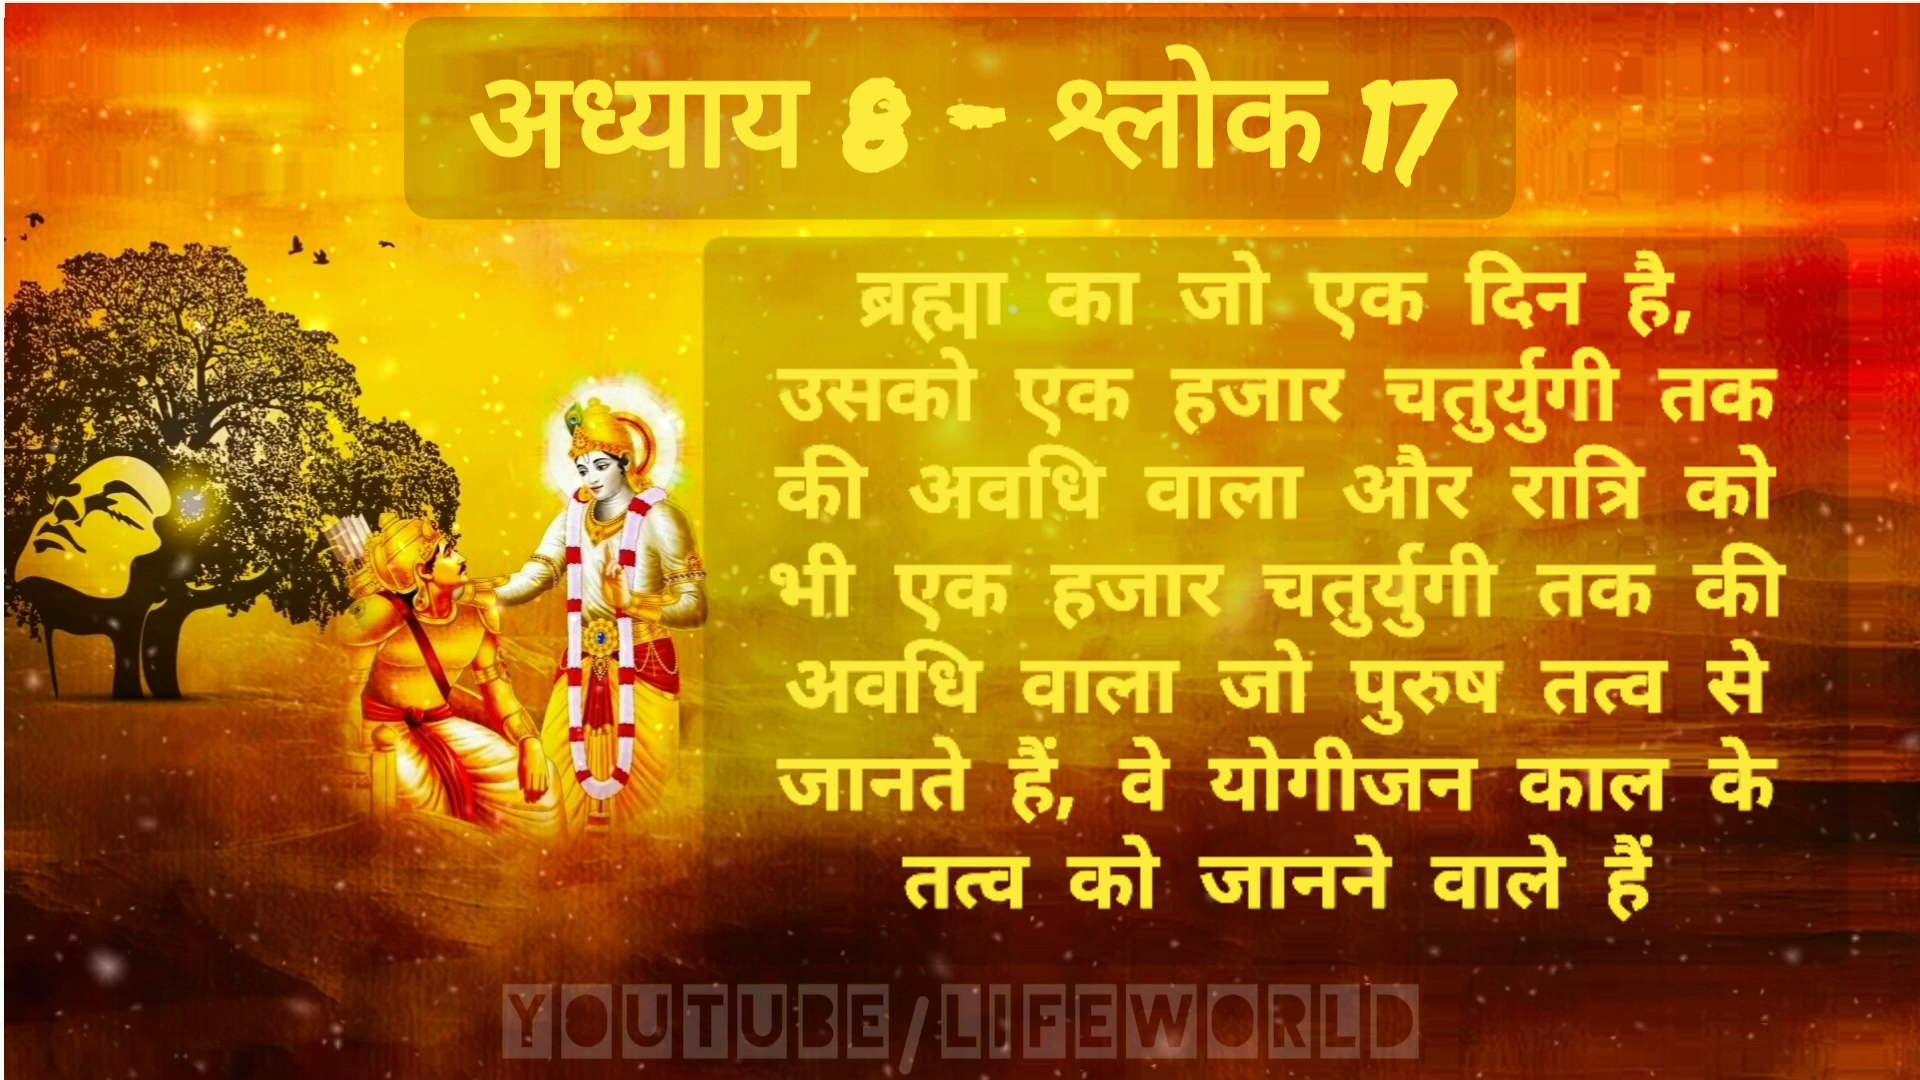 अध्याय 8 - श्लोक 17
ब्रह्मा का जो एक दिन है,
उसको एक हजार चतुर्युगी तक
की अवधि वाला और रात्रि को
भी एक हजार चतुर्युगी तक की
अवधि वाला जो पुरुष तत्व से
जानते हैं, वे योगीजन काल के
तत्व को जानने वाले हैं
YOUTUBE/LIFEWORLD